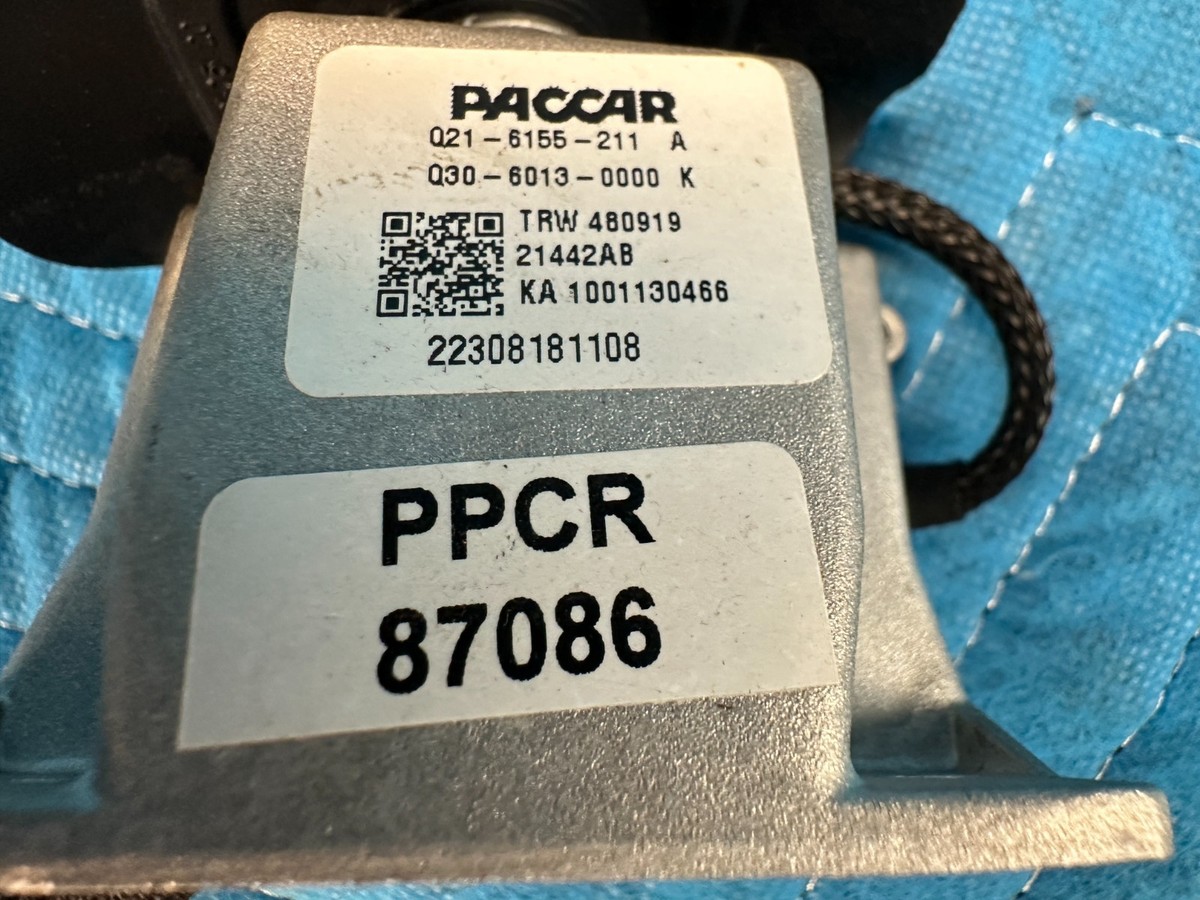 PACCAR
Q21-6155-211 A
Q30-6013-0000 K
TRW 480919
21442AB
KA 1001130466
22308181108
PPCR
87086